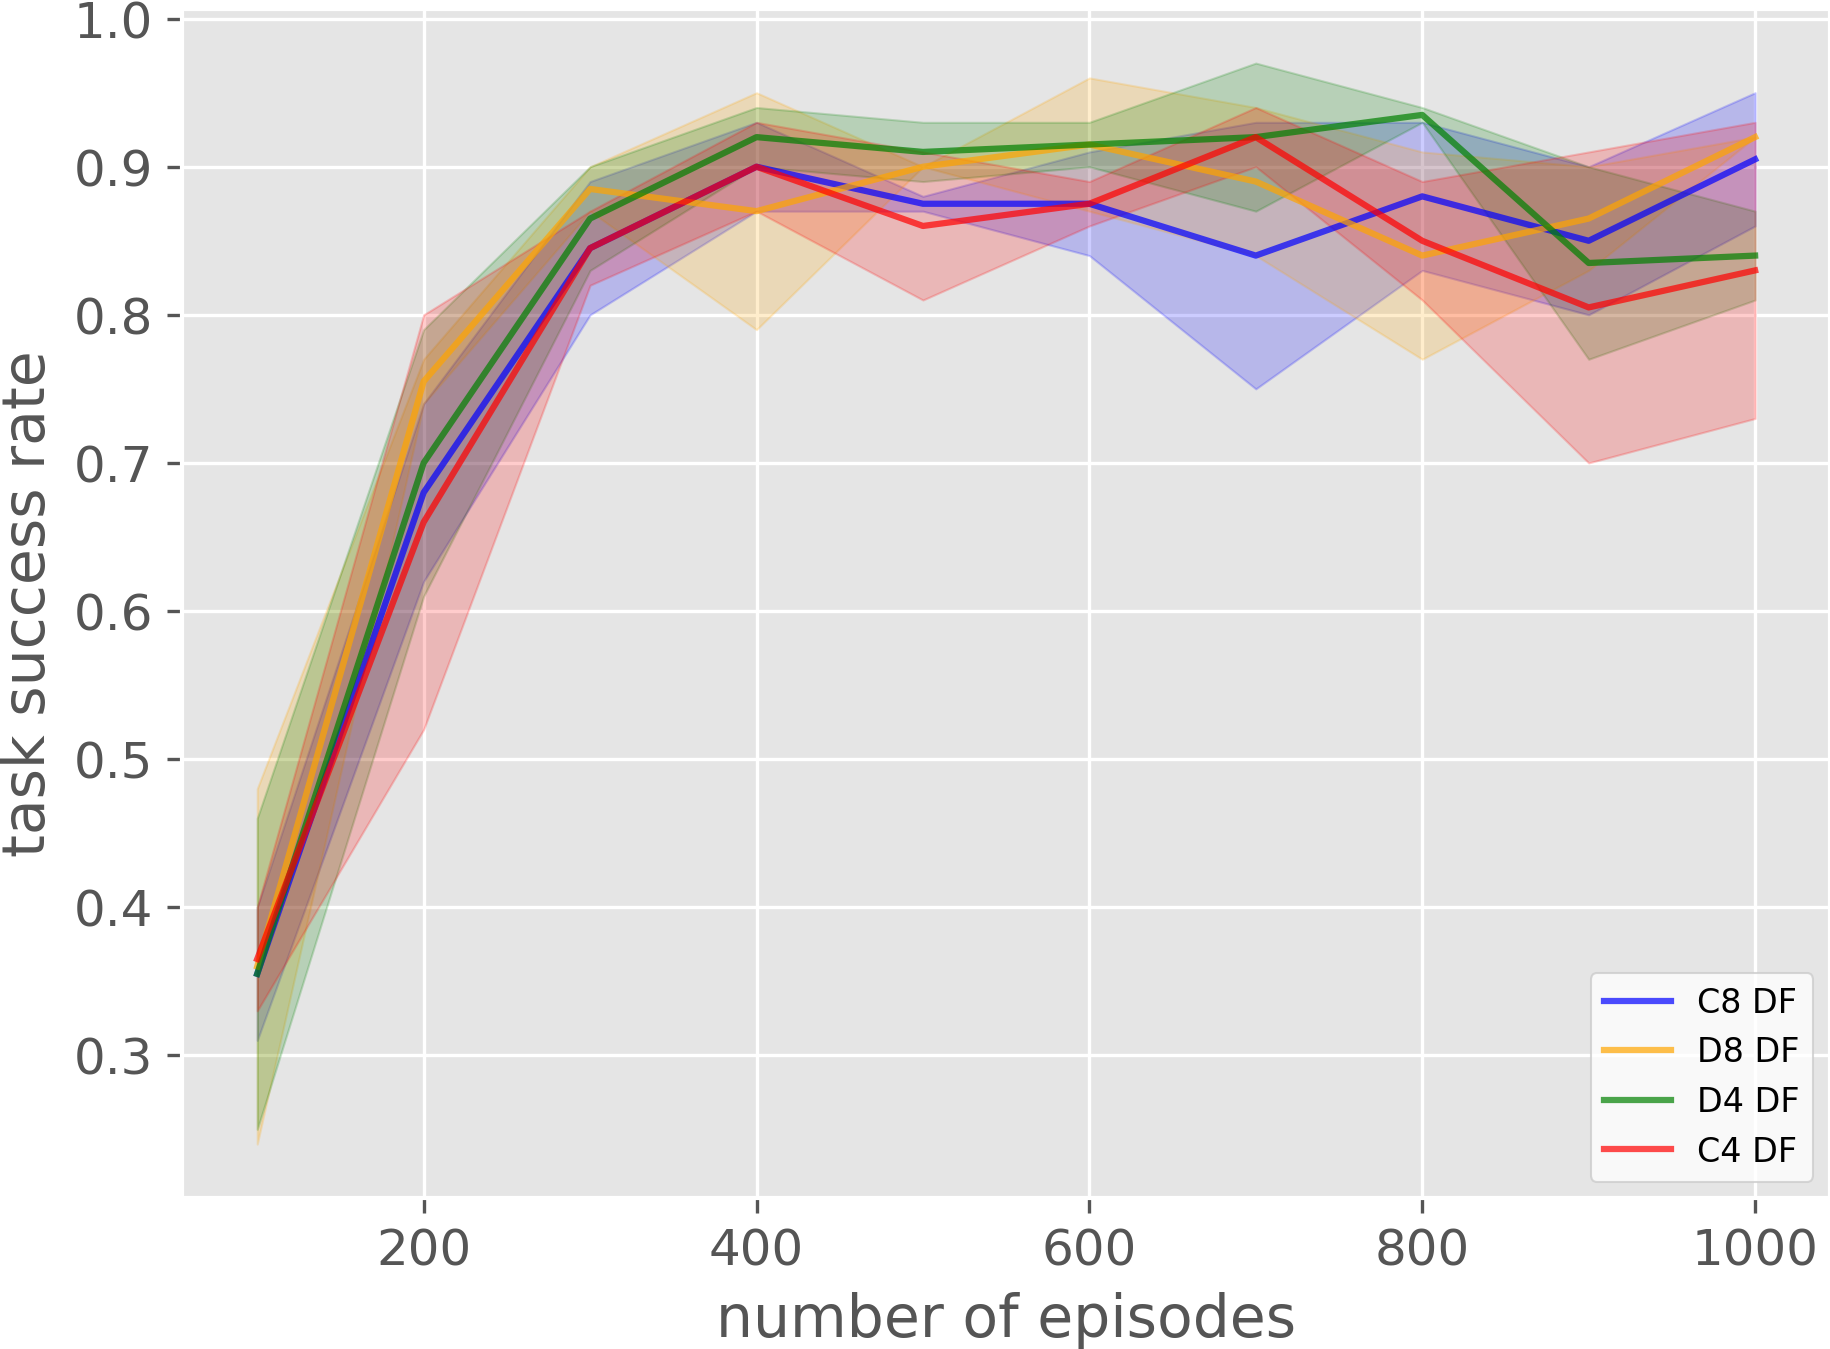 1.0
0.9
0.8
0.7
0.6
0.5
0.4
0.3
task success rate
200 400 600 800 1000
number of episodes
C8 DF
D8 DF
D4 DF
C4 DF